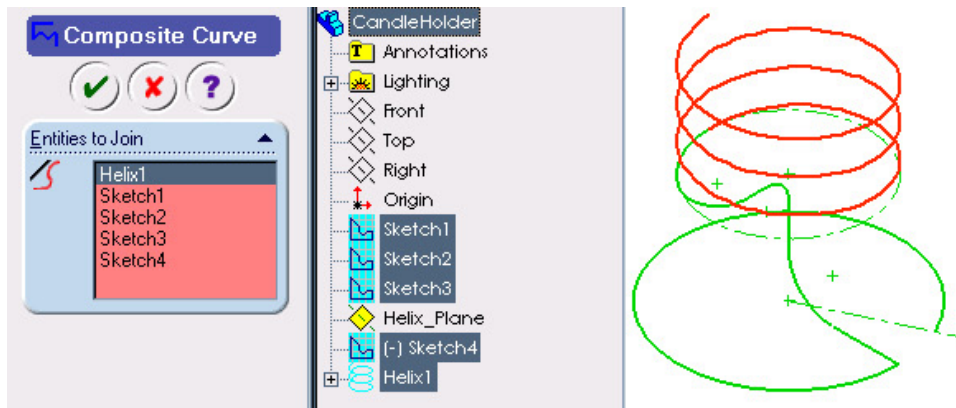 Composite Curve
?
Entities to Join
Helix1
Sketch1
Sketch2
Sketch3
Sketch4
CandleHolder
T Annotations
Lighting
Front
Top
Right
Origin
Sketch1
Sketch2
Sketch3
Helix_Plane
(-) Sketch4
Helix1